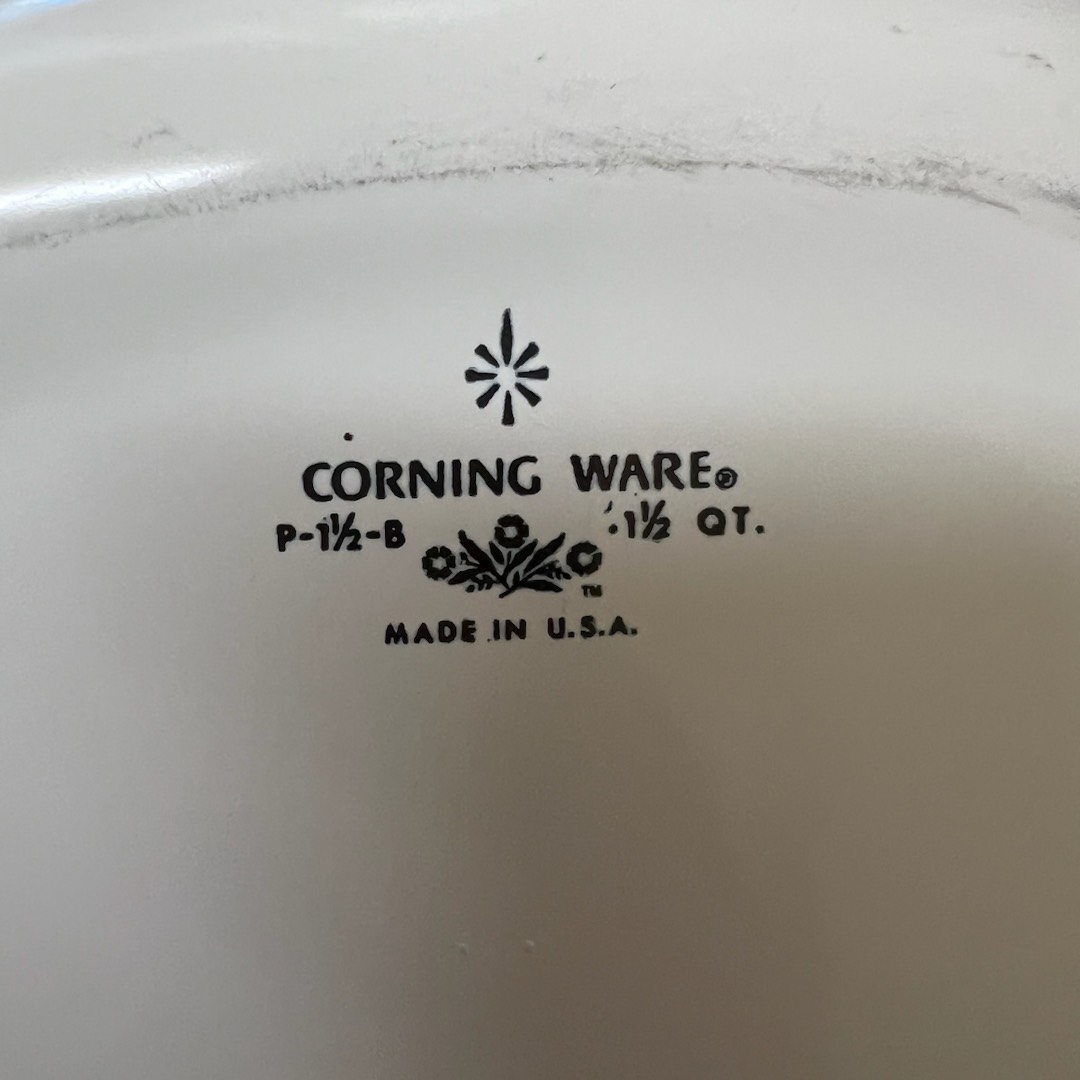 CORNING WARE®
P-1½-B 1½ QT.
TM
MADE IN U.S.A.